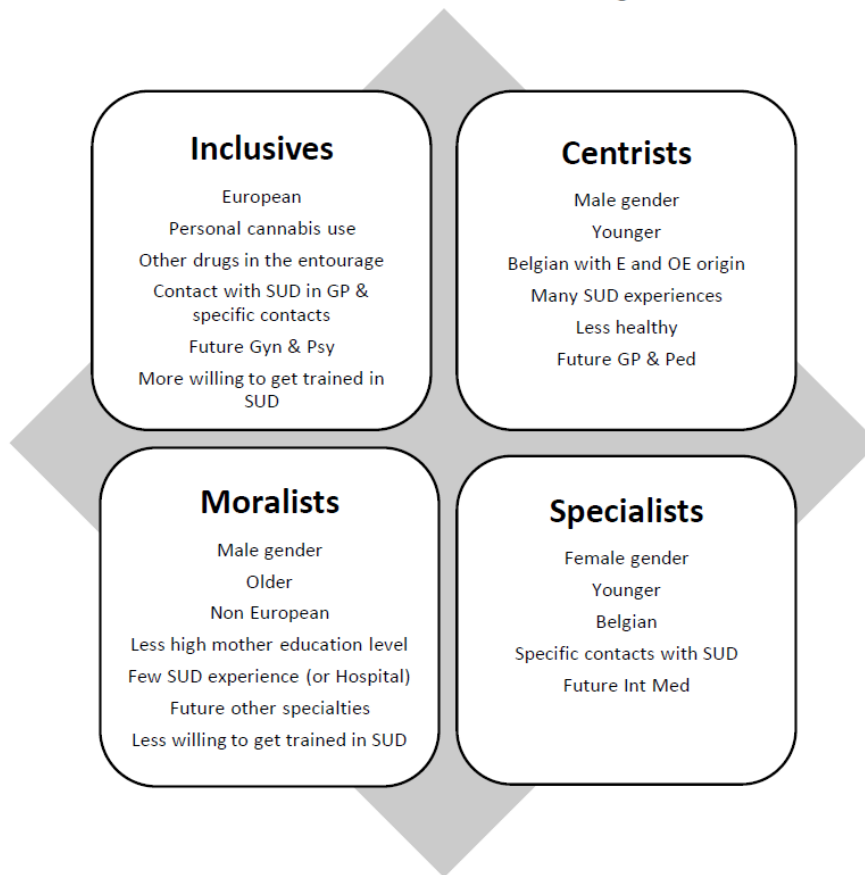 Inclusives
European
Personal cannabis use
Other drugs in the entourage
Contact with SUD in GP &
specific contacts
Future Gyn & Psy
More willing to get trained in
SUD
Centrists
Male gender
Younger
Belgian with E and OE origin
Many SUD experiences
Less healthy
Future GP & Ped
Moralists
Male gender
Older
Non European
Less high mother education level
Few SUD experience (or Hospital)
Future other specialties
Less willing to get trained in SUD
Specialists
Female gender
Younger
Belgian
Specific contacts with SUD
Future Int Med